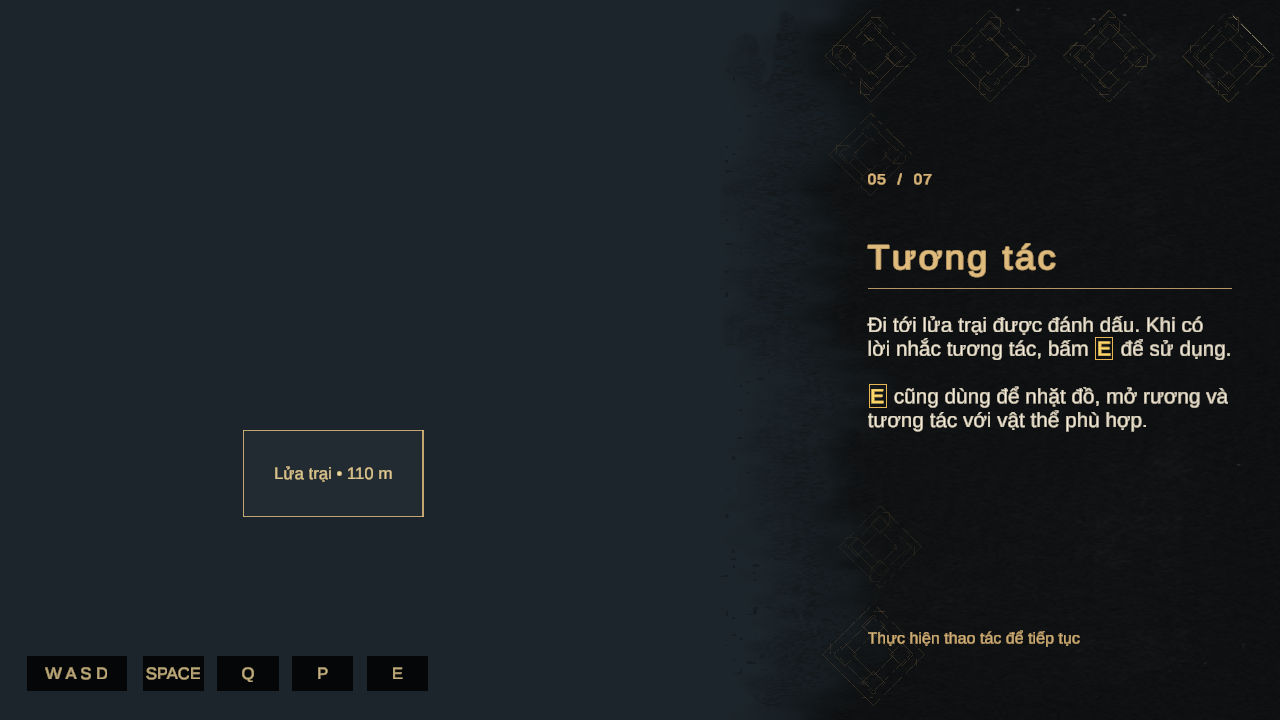 05 / 07
Tương tác
Đi tới lửa trại được đánh dấu. Khi có
lời nhắc tương tác, bấm E để sử dụng.
E cũng dùng để nhặt đồ, mở rương và
tương tác với vật thể phù hợp.
Lửa trại • 110 m
Thực hiện thao tác để tiếp tục
W A S D
SPACE
Q
P
E